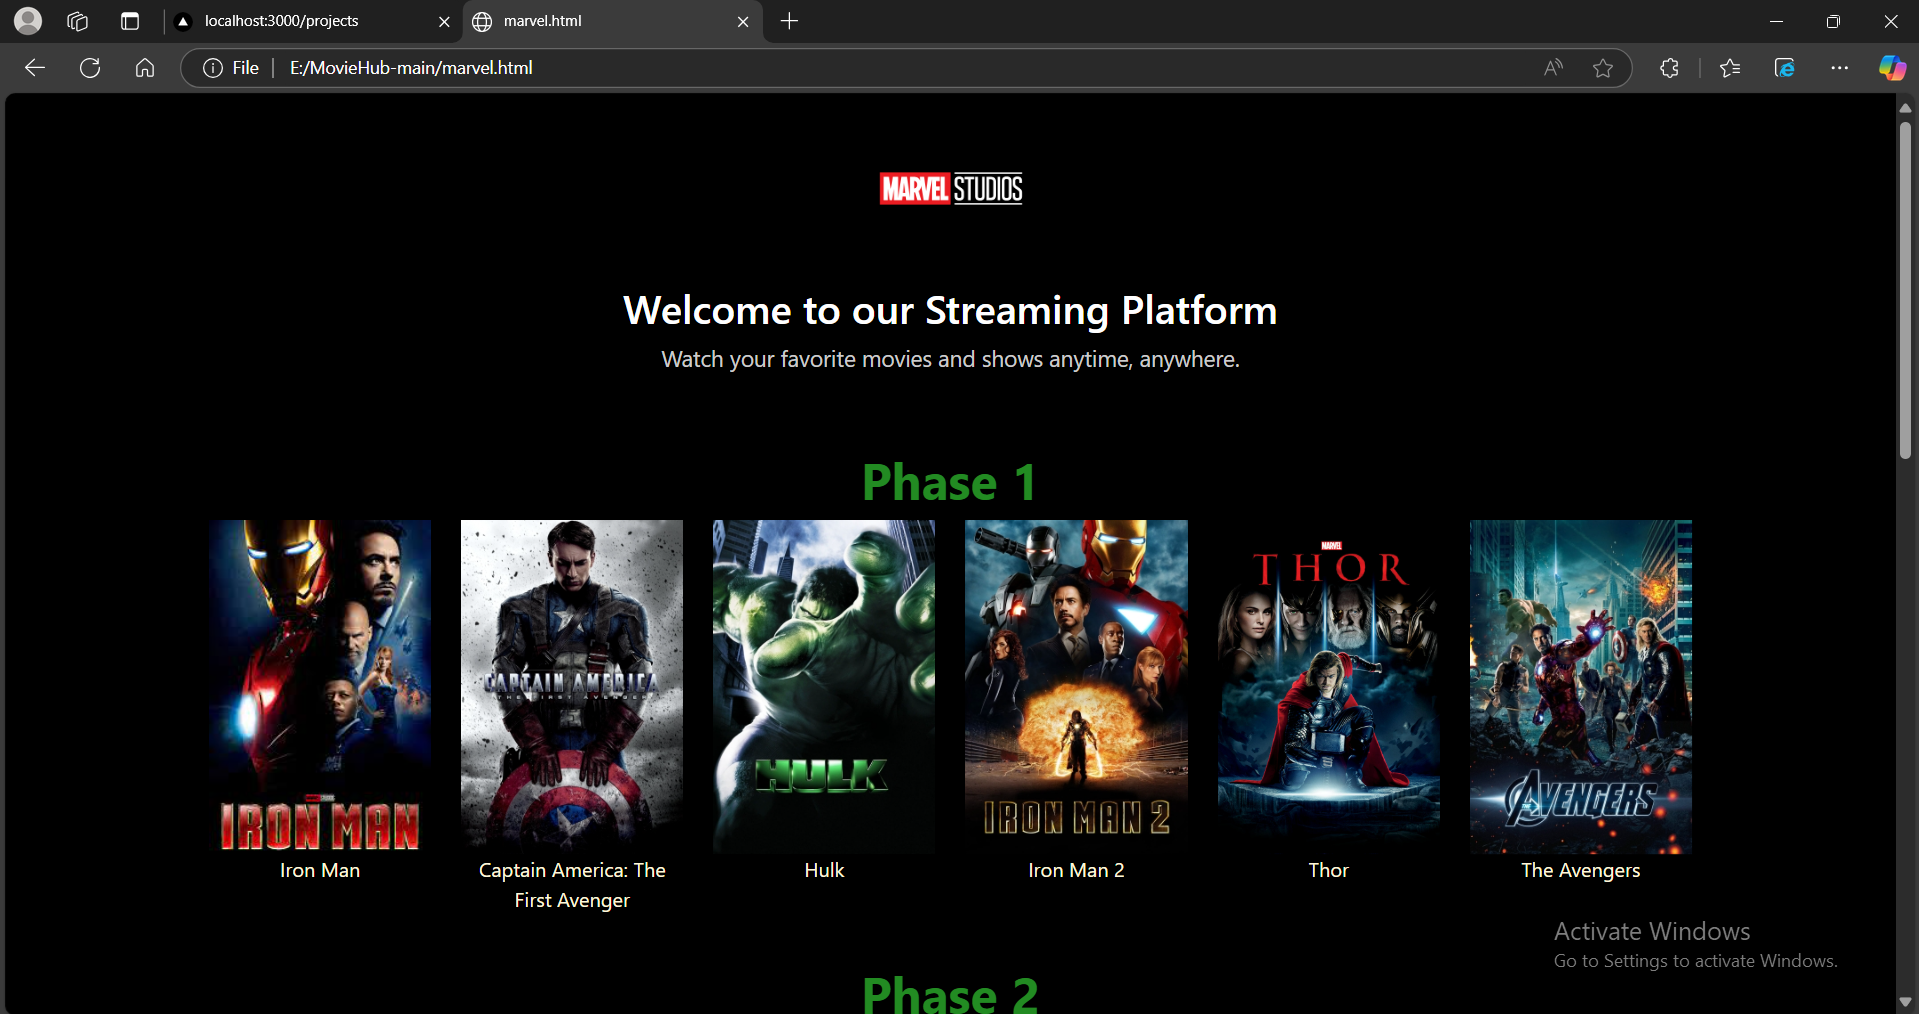 localhost:3000/projects
marvel.html
File
E:/MovieHub-main/marvel.html
MARVEL STUDIOS
Welcome to our Streaming Platform
Watch your favorite movies and shows anytime, anywhere.
Phase 1
IRON MAN
CAPTAIN AMERICA
THE FIRST AVENGER
HULK
IRON MAN 2
MARVEL
THOR
AVENGERS
Iron Man
Captain America: The
First Avenger
Hulk
Iron Man 2
Thor
The Avengers
Activate Windows
Go to Settings to activate Windows.
Phase 2